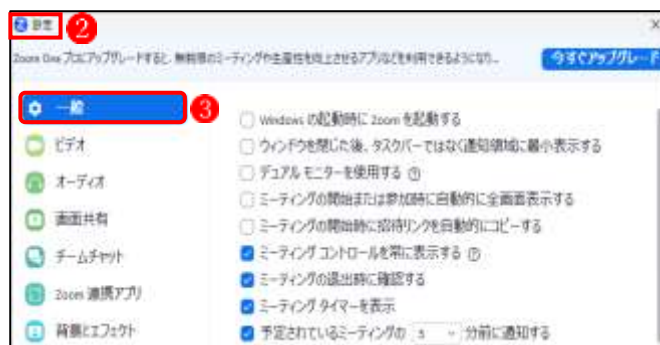 設定
2
Zoom One プロにアップグレードすると、無制限のミーティングや生産性を向上させるアプリなどを利用できるようになり...
今すぐアップグレード
一般
3
ビデオ
オーディオ
画面共有
チームチャット
Zoom 連携アプリ
背景とエフェクト
Windows の起動時に Zoom を起動する
ウィンドウを閉じた後、タスクバーではなく通知領域に最小表示する
デュアル モニターを使用する
ミーティングの開始または参加時に自動的に全画面表示する
ミーティングの開始時に招待リンクを自動的にコピーする
ミーティング コントロールを常に表示する
ミーティングの退出時に確認する
ミーティング タイマーを表示
予定されているミーティングの 5 分前に通知する